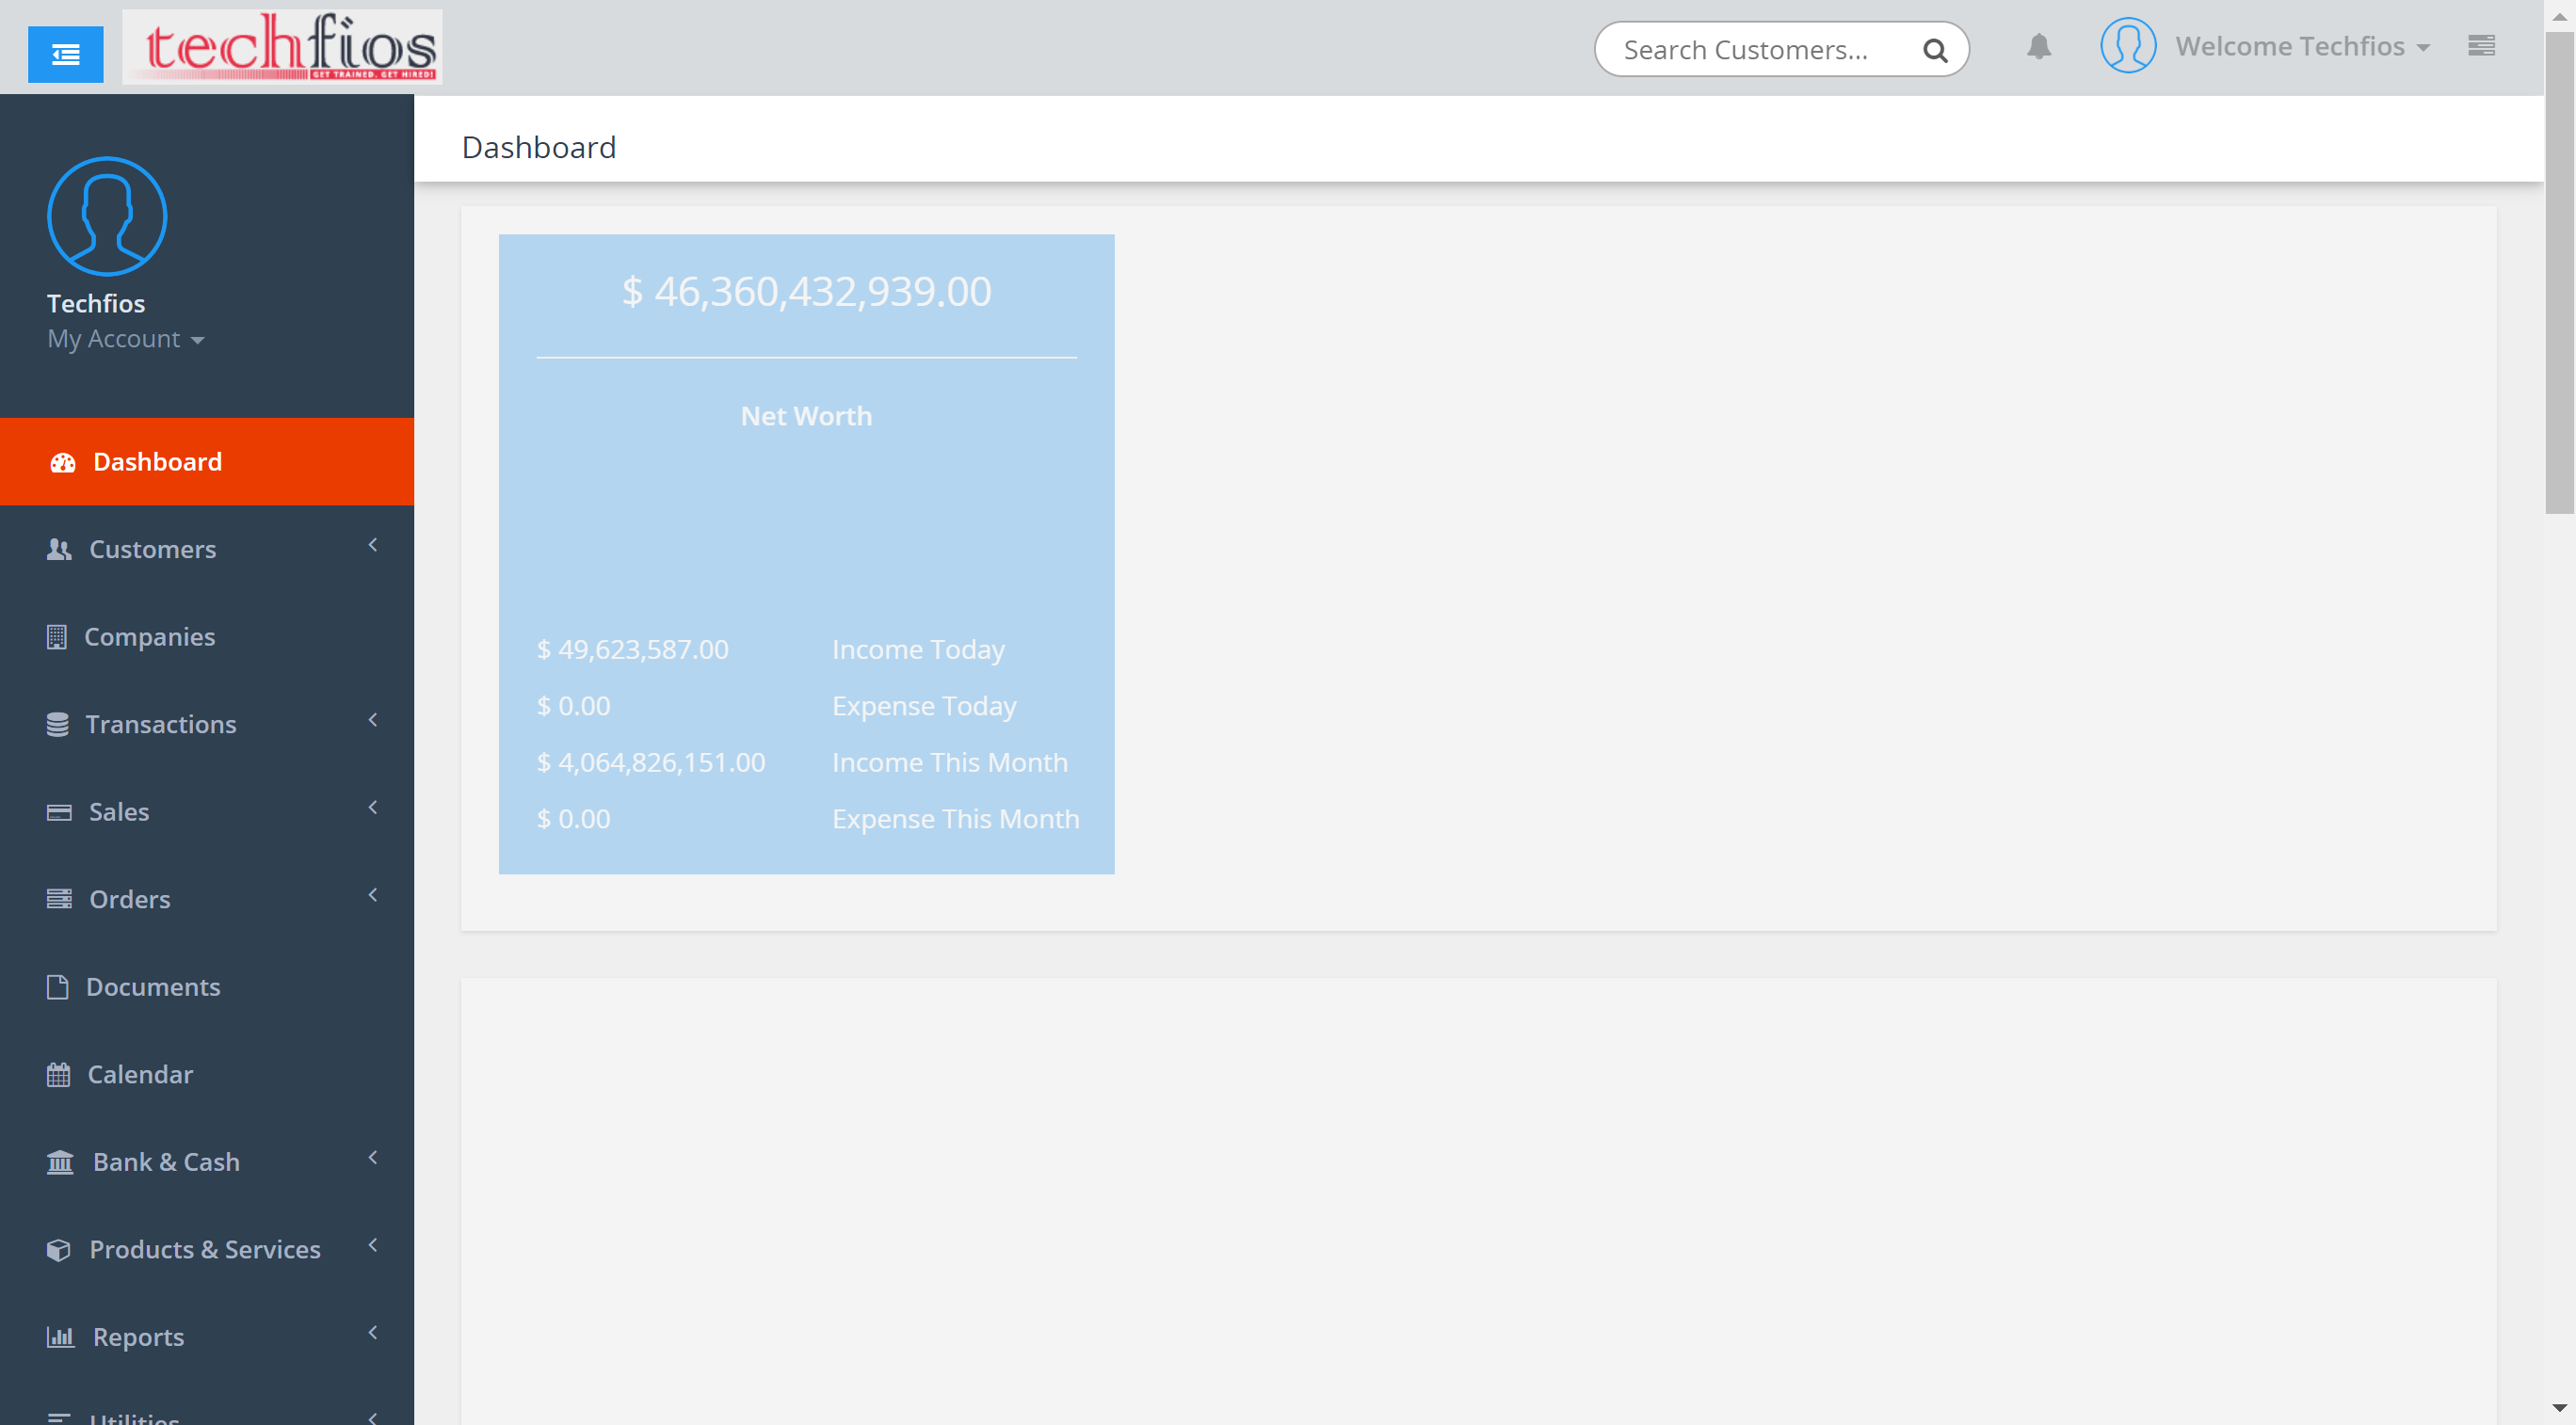 techfios
GET TRAINED. GET HIRED!
Search Customers...
Welcome Techfios
Techfios
My Account
Dashboard
Customers
Companies
Transactions
Sales
Orders
Documents
Calendar
Bank & Cash
Products & Services
Reports
Utilities
Dashboard
$ 46,360,432,939.00
Net Worth
$ 49,623,587.00 Income Today
$ 0.00 Expense Today
$ 4,064,826,151.00 Income This Month
$ 0.00 Expense This Month